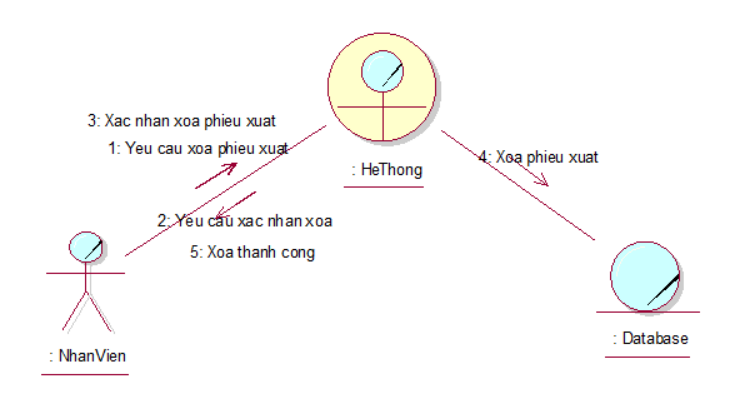 3: Xac nhan xoa phieu xuat
1: Yeu cau xoa phieu xuat
4: Xoa phieu xuat
: HeThong
2: Yeu cau xac nhan xoa
5: Xoa thanh cong
: Database
: NhanVien